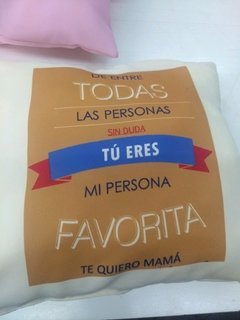 DE ENTRE
TODAS
LAS PERSONAS
SIN DUDA
TÚ ERES
MI PERSONA
FAVORITA
TE QUIERO MAMÁ